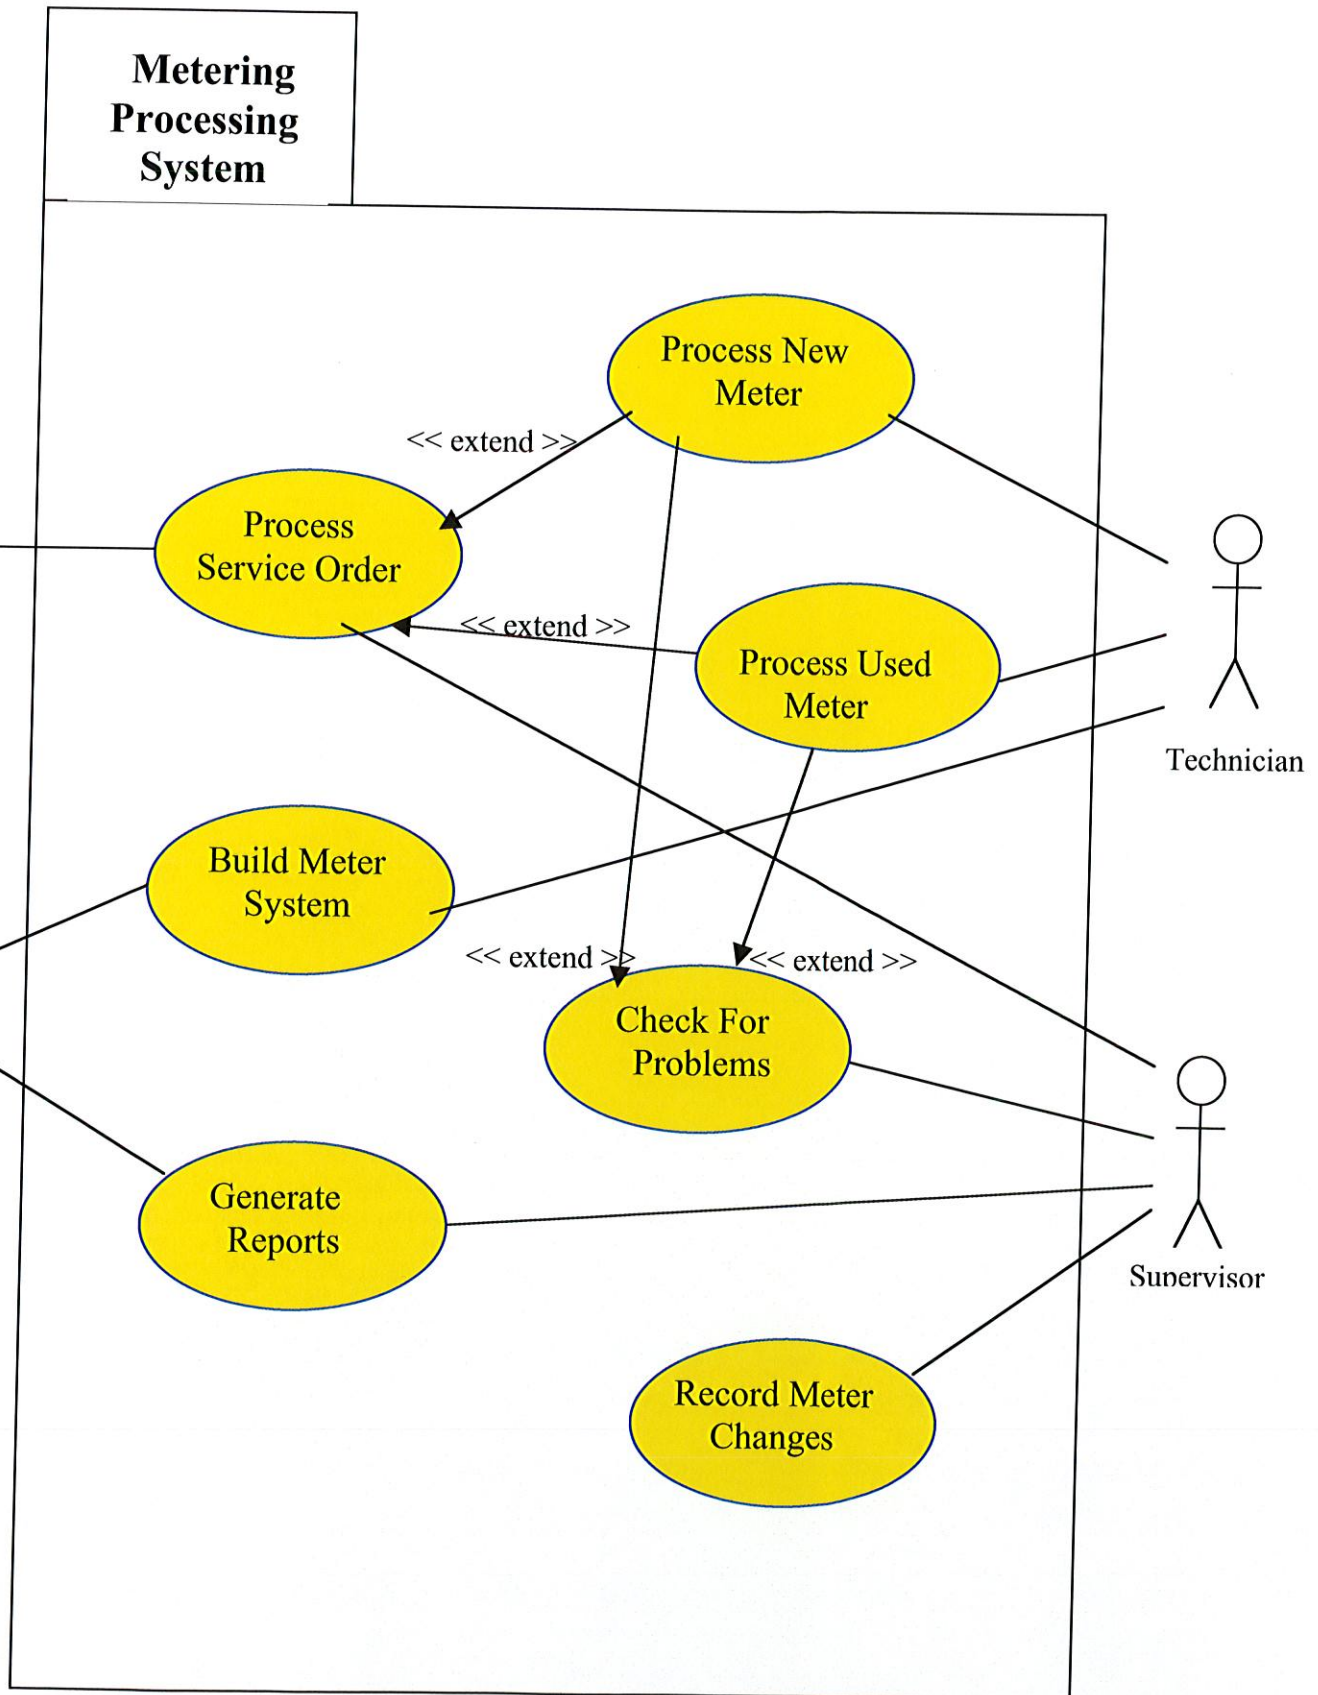 Metering
Processing
System
Process New
Meter
<< extend >>
Process
Service Order
<< extend >>
Process Used
Meter
Technician
Build Meter
System
<< extend >>
<< extend >>
Check For
Problems
Generate
Reports
Supervisor
Record Meter
Changes